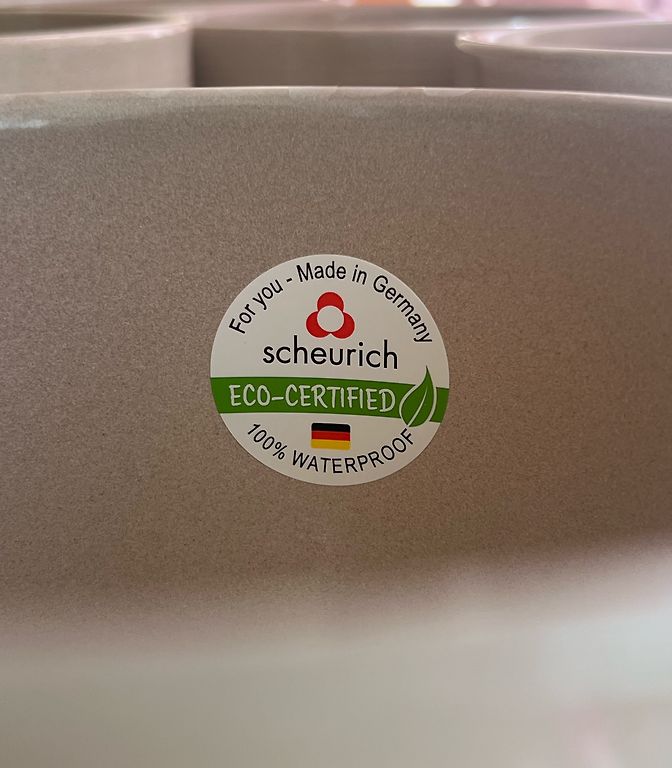 For you - Made in Germany
scheurich
ECO-CERTIFIED
100% WATERPROOF